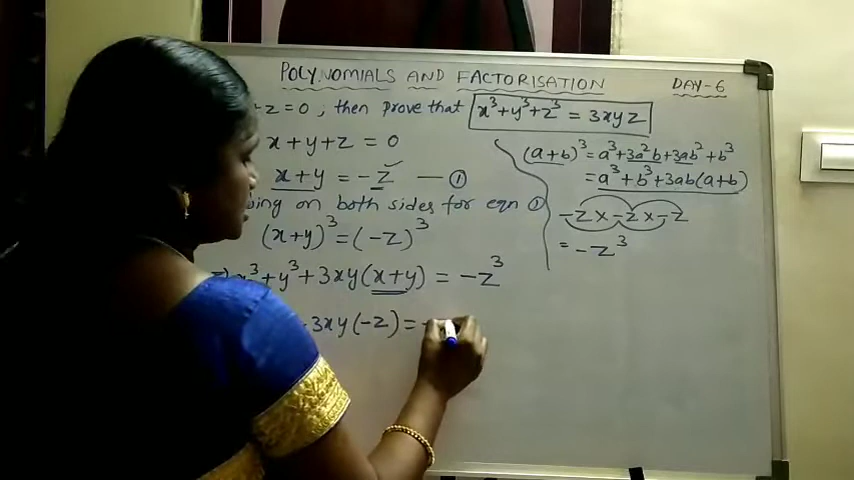 POLYNOMIALS AND FACTORISATION DAY-6
+z=0, then prove that x³+y³+z³ = 3xyz
x+y+z = 0
x+y = -z — ①
bing on both sides for eqn ①
(x+y)³ = (-z)³
x³+y³+3xy(x+y) = -z³
3xy(-z) =
(a+b)³ = a³+3a²b+3ab²+b³
= a³+b³+3ab(a+b)
-z x -z x -z
= -z³